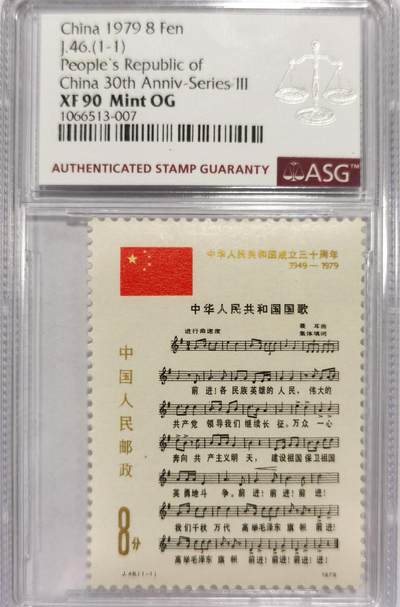 China 1979 8 Fen
J.46.(1-1)
People's Republic of
China 30th Anniv-Series III
XF 90 Mint OG
1066513-007
AUTHENTICATED STAMP GUARANTY
ASG™
中华人民共和国成立三十周年
1949—1979
中华人民共和国国歌
聂耳曲
进行曲速度
集体填词
中国人民邮政
前进!各民族英雄的人民,伟大的
共产党 领导我们继续长征,万众一心
奔向共产主义明天,建设祖国保卫祖国
英勇地斗争。前进!前进!前进!
我们千秋万代 高举毛泽东旗帜 前进!
高举毛泽东旗帜 前进!前进!前进!进!
8分
J.46.(1-1)
1979